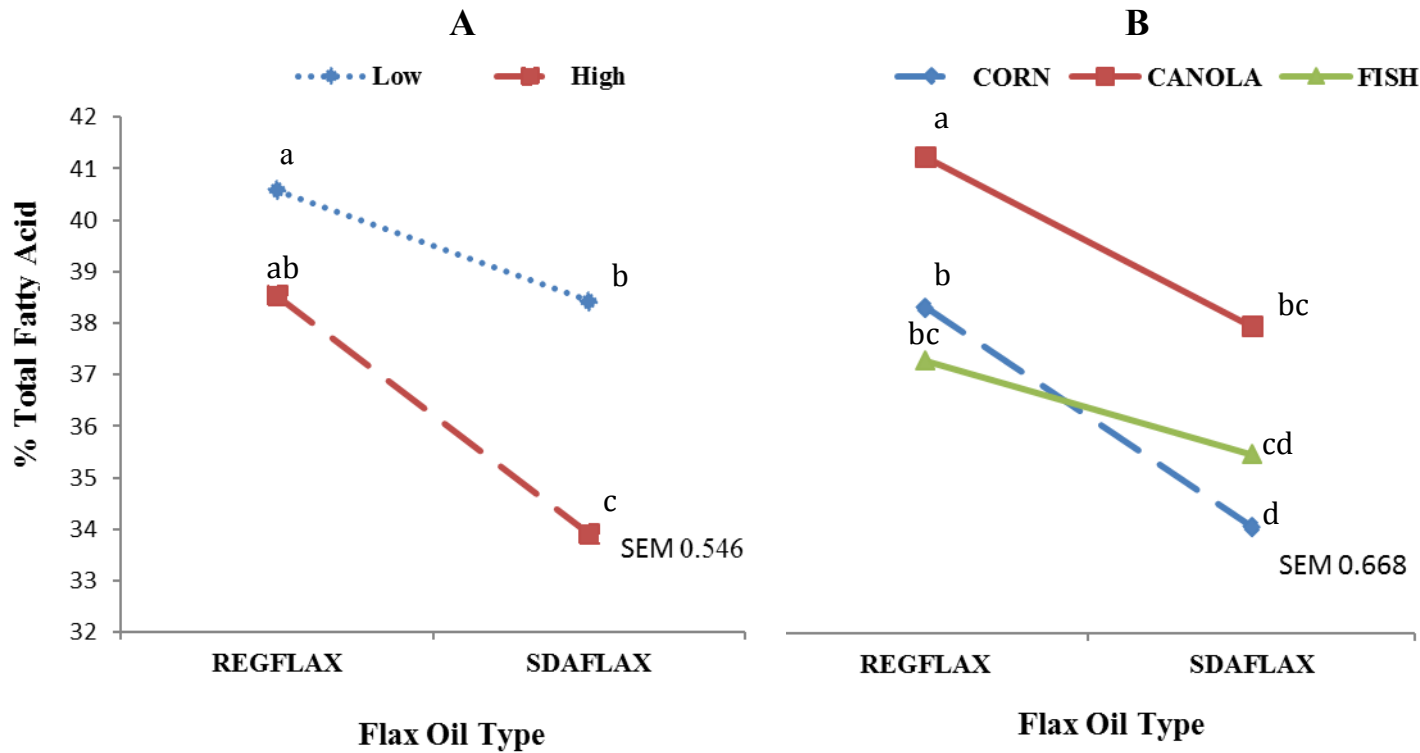 A
Low High
% Total Fatty Acid
42
41
40
39
38
37
36
35
34
33
32
a
ab
b
c
SEM 0.546
REGFLAX SDAFLAX
Flax Oil Type
B
CORN CANOLA FISH
a
b
bc
bc
cd
d
SEM 0.668
REGFLAX SDAFLAX
Flax Oil Type